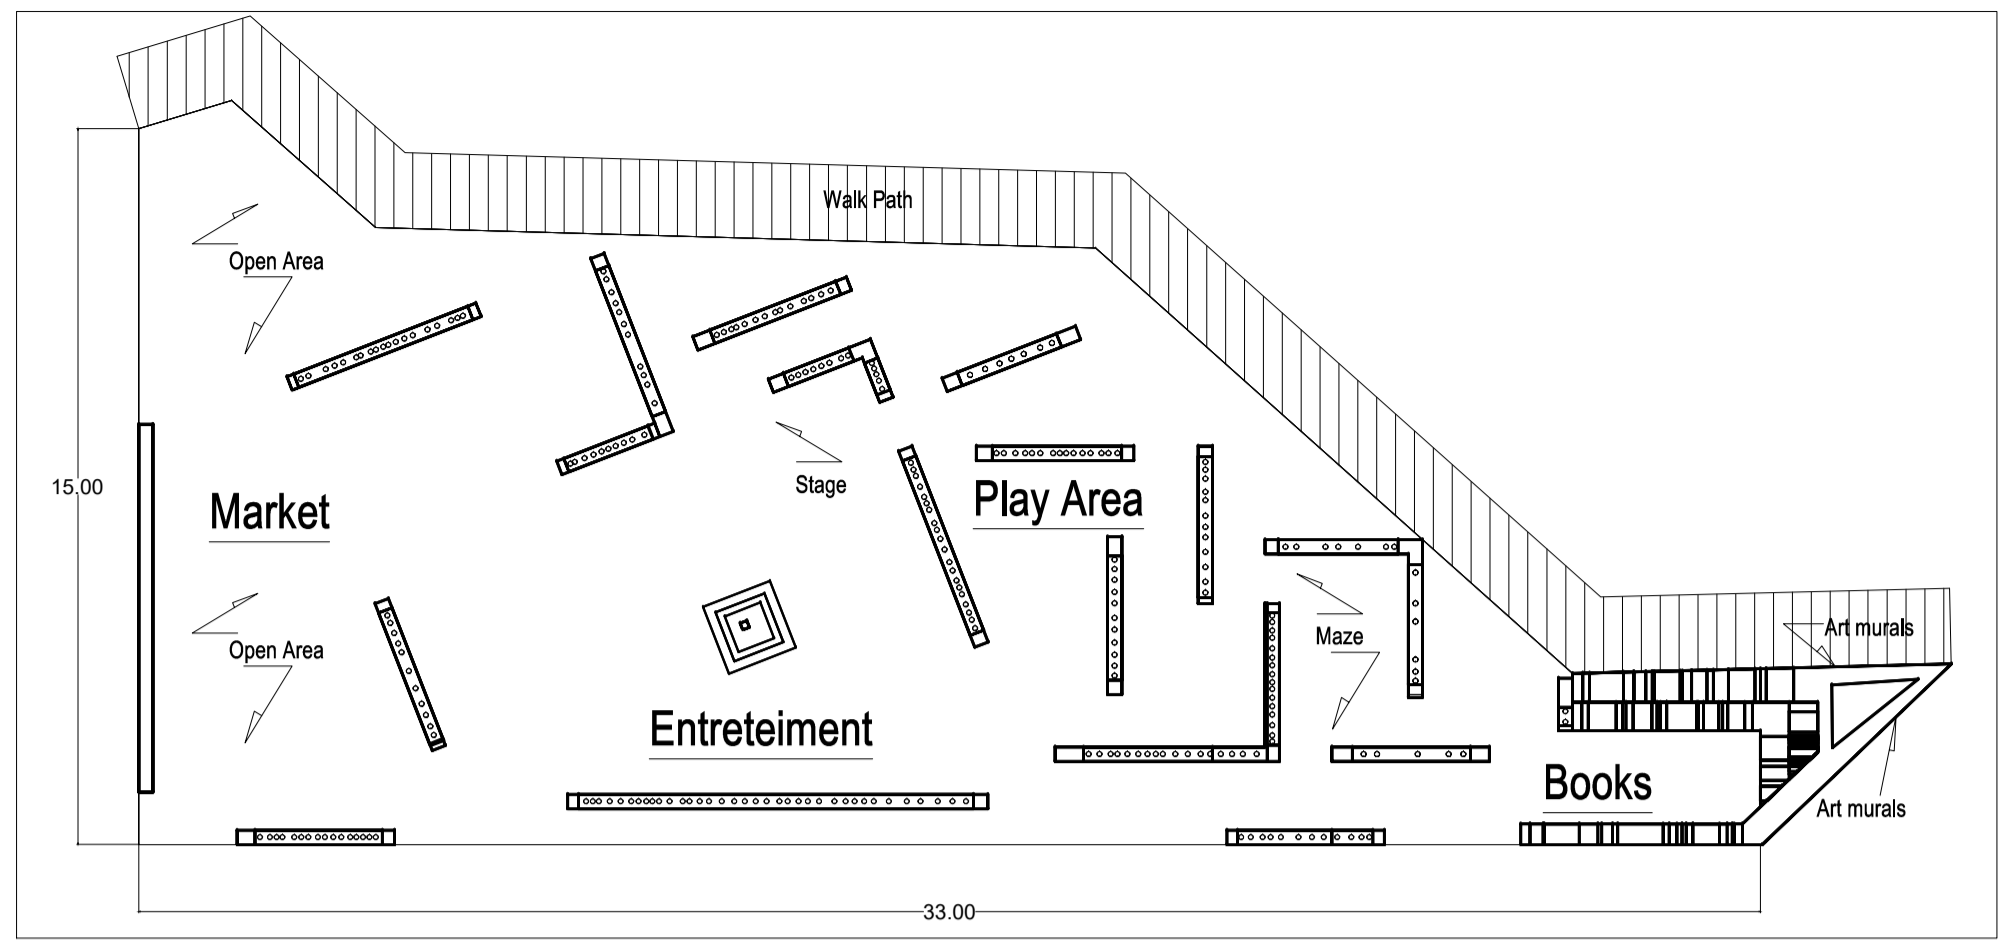 Walk Path
Open Area
15.00
Market
Stage
Play Area
Open Area
Maze
Art murals
Entreteiment
Books
Art murals
33.00